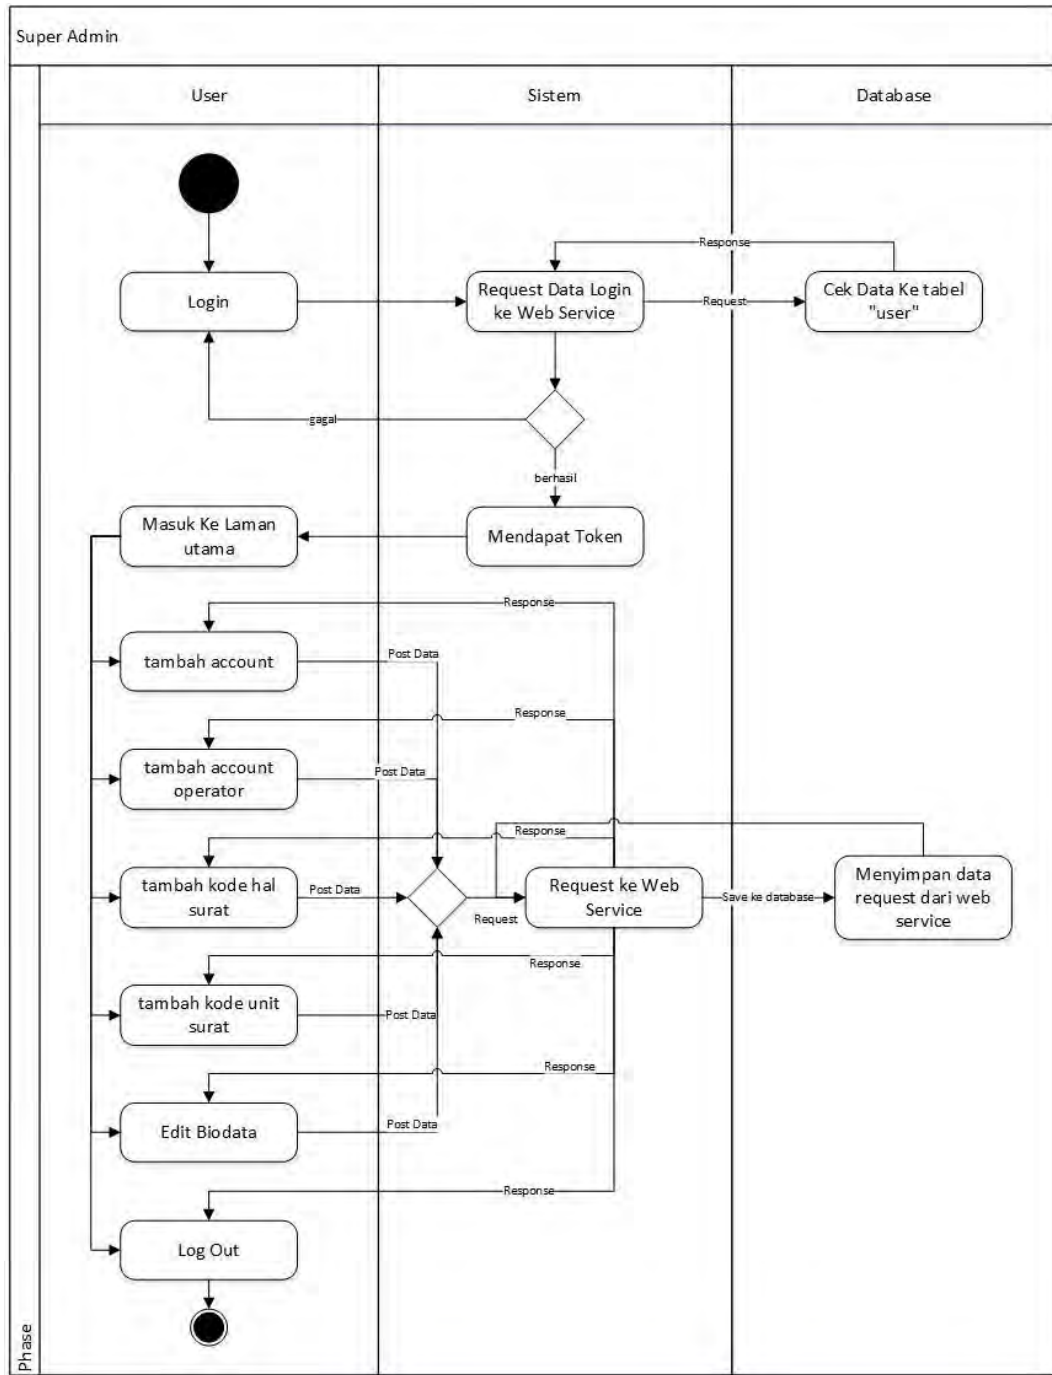 Super Admin
User
Sistem
Database
Response
Login
Request Data Login
ke Web Service
Request
Cek Data Ke tabel
"user"
gagal
berhasil
Masuk Ke Laman
utama
Mendapat Token
Response
tambah account
Post Data
Response
tambah account
operator
Post Data
Response
tambah kode hal
surat
Post Data
Request
Request ke Web
Service
Save ke database
Menyimpan data
request dari web
service
Response
tambah kode unit
surat
Post Data
Response
Edit Biodata
Post Data
Response
Log Out
Phase